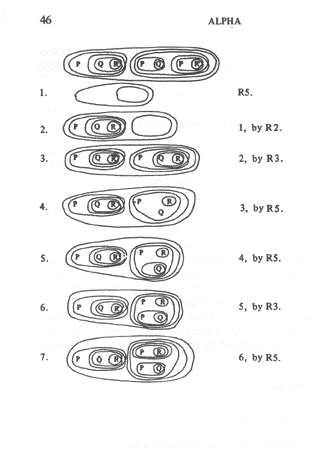 46 ALPHA
P Q R P Q P R
1. R5.
2. P Q R 1, by R2.
3. P Q R P Q R 2, by R3.
4. P Q R P R 3, by R5.
Q
5. P Q R P R 4, by R5.
Q
6. P Q R P R 5, by R3.
P Q
7. P Q R P R 6, by R5.
P Q